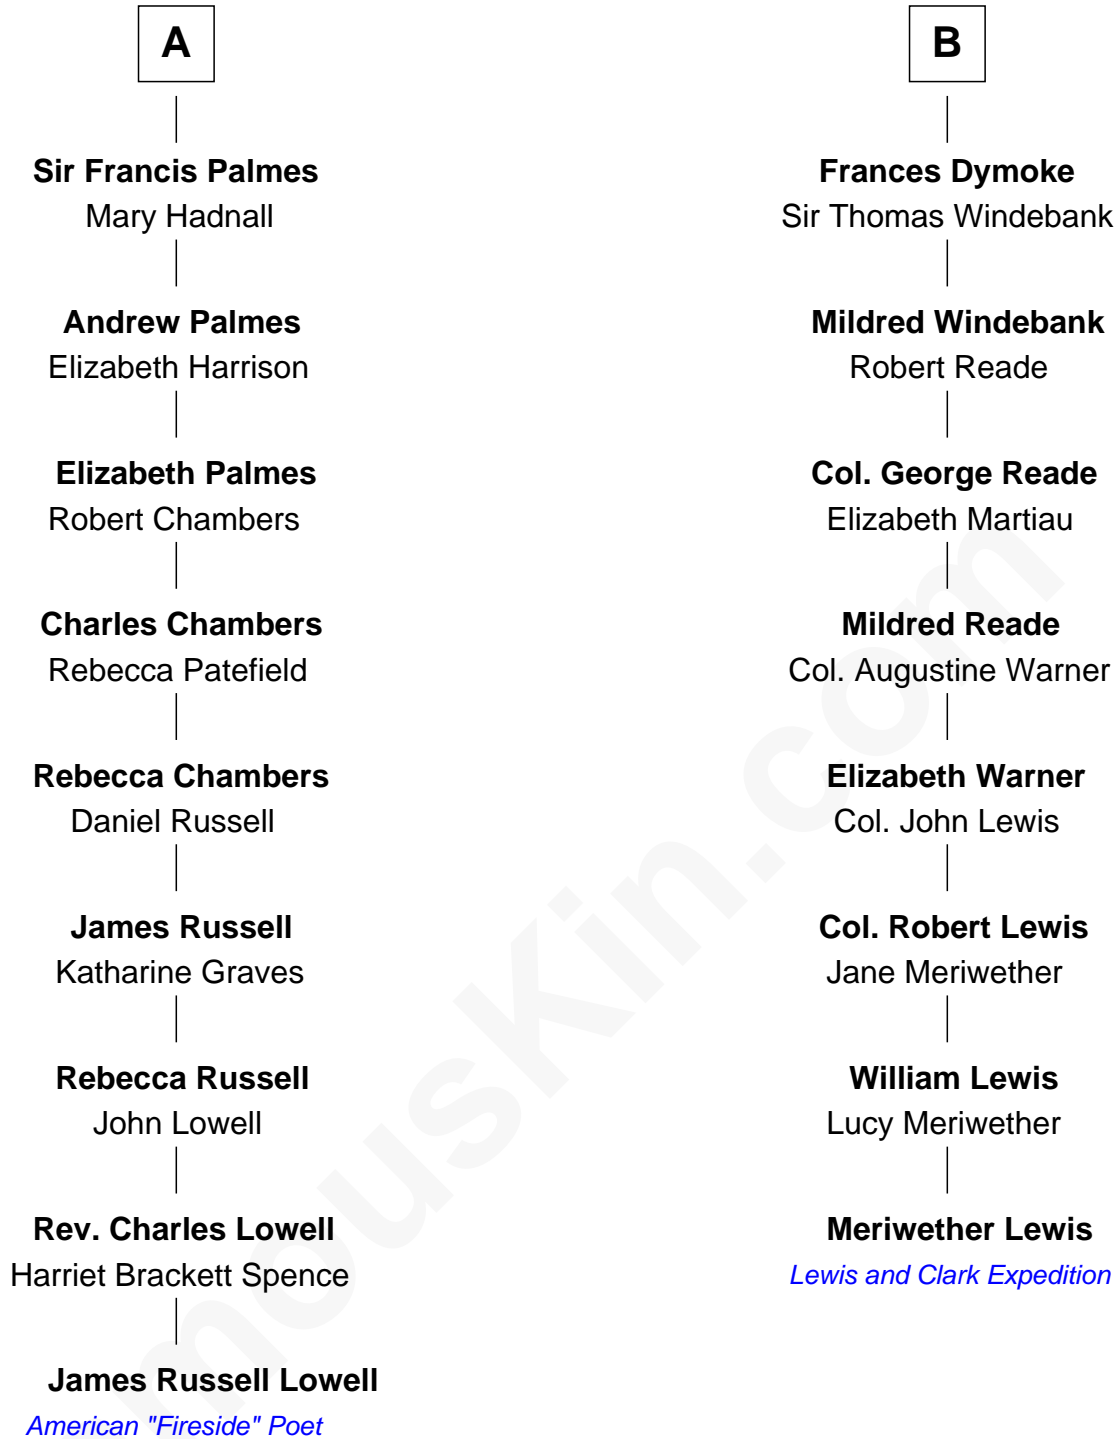 A
Sir Francis Palmes
Mary Hadnall
Andrew Palmes
Elizabeth Harrison
Elizabeth Palmes
Robert Chambers
Charles Chambers
Rebecca Patefield
Rebecca Chambers
Daniel Russell
James Russell
Katharine Graves
Rebecca Russell
John Lowell
Rev. Charles Lowell
Harriet Brackett Spence
James Russell Lowell
American "Fireside" Poet
B
Frances Dymoke
Sir Thomas Windebank
Mildred Windebank
Robert Reade
Col. George Reade
Elizabeth Martiau
Mildred Reade
Col. Augustine Warner
Elizabeth Warner
Col. John Lewis
Col. Robert Lewis
Jane Meriwether
William Lewis
Lucy Meriwether
Meriwether Lewis
Lewis and Clark Expedition
mousKin.com